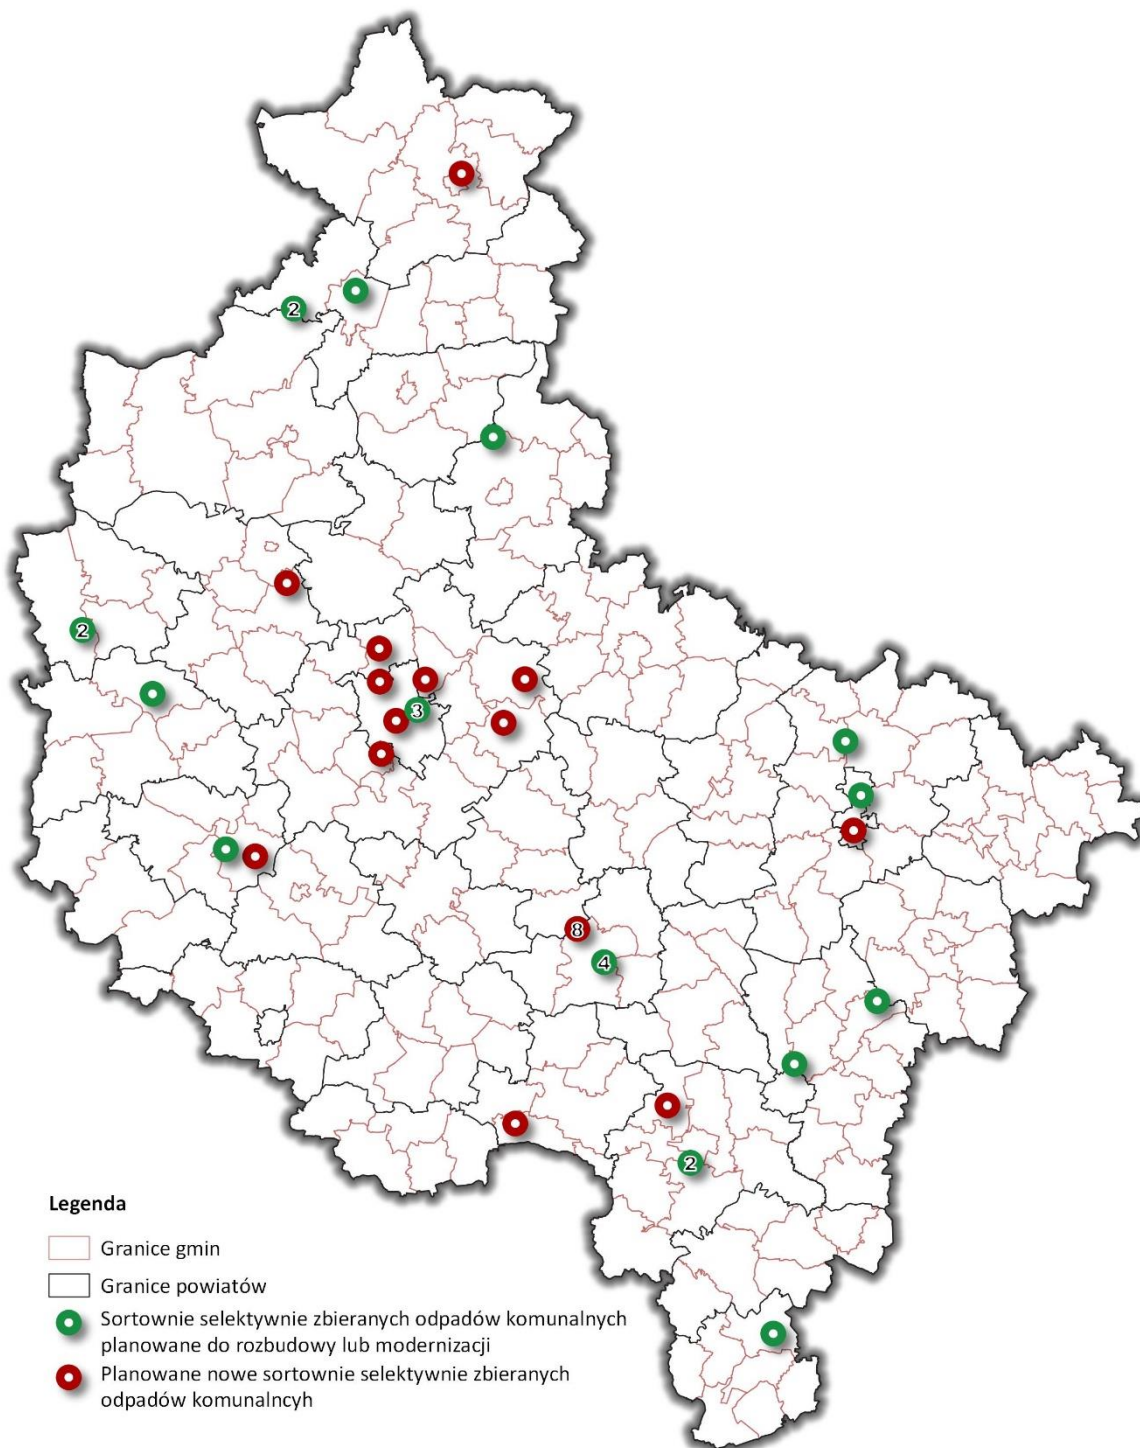 2
2
3
8
4
2
Legenda
Granice gmin
Granice powiatów
Sortownie selektywnie zbieranych odpadów komunalnych
planowane do rozbudowy lub modernizacji
Planowane nowe sortownie selektywnie zbieranych
odpadów komunalncyh